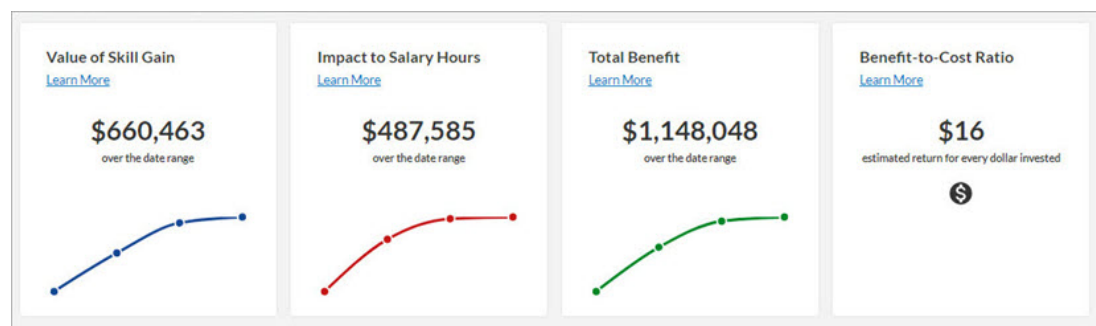 Value of Skill Gain
Learn More
$660,463
over the date range
Impact to Salary Hours
Learn More
$487,585
over the date range
Total Benefit
Learn More
$1,148,048
over the date range
Benefit-to-Cost Ratio
Learn More
$16
estimated return for every dollar invested
$